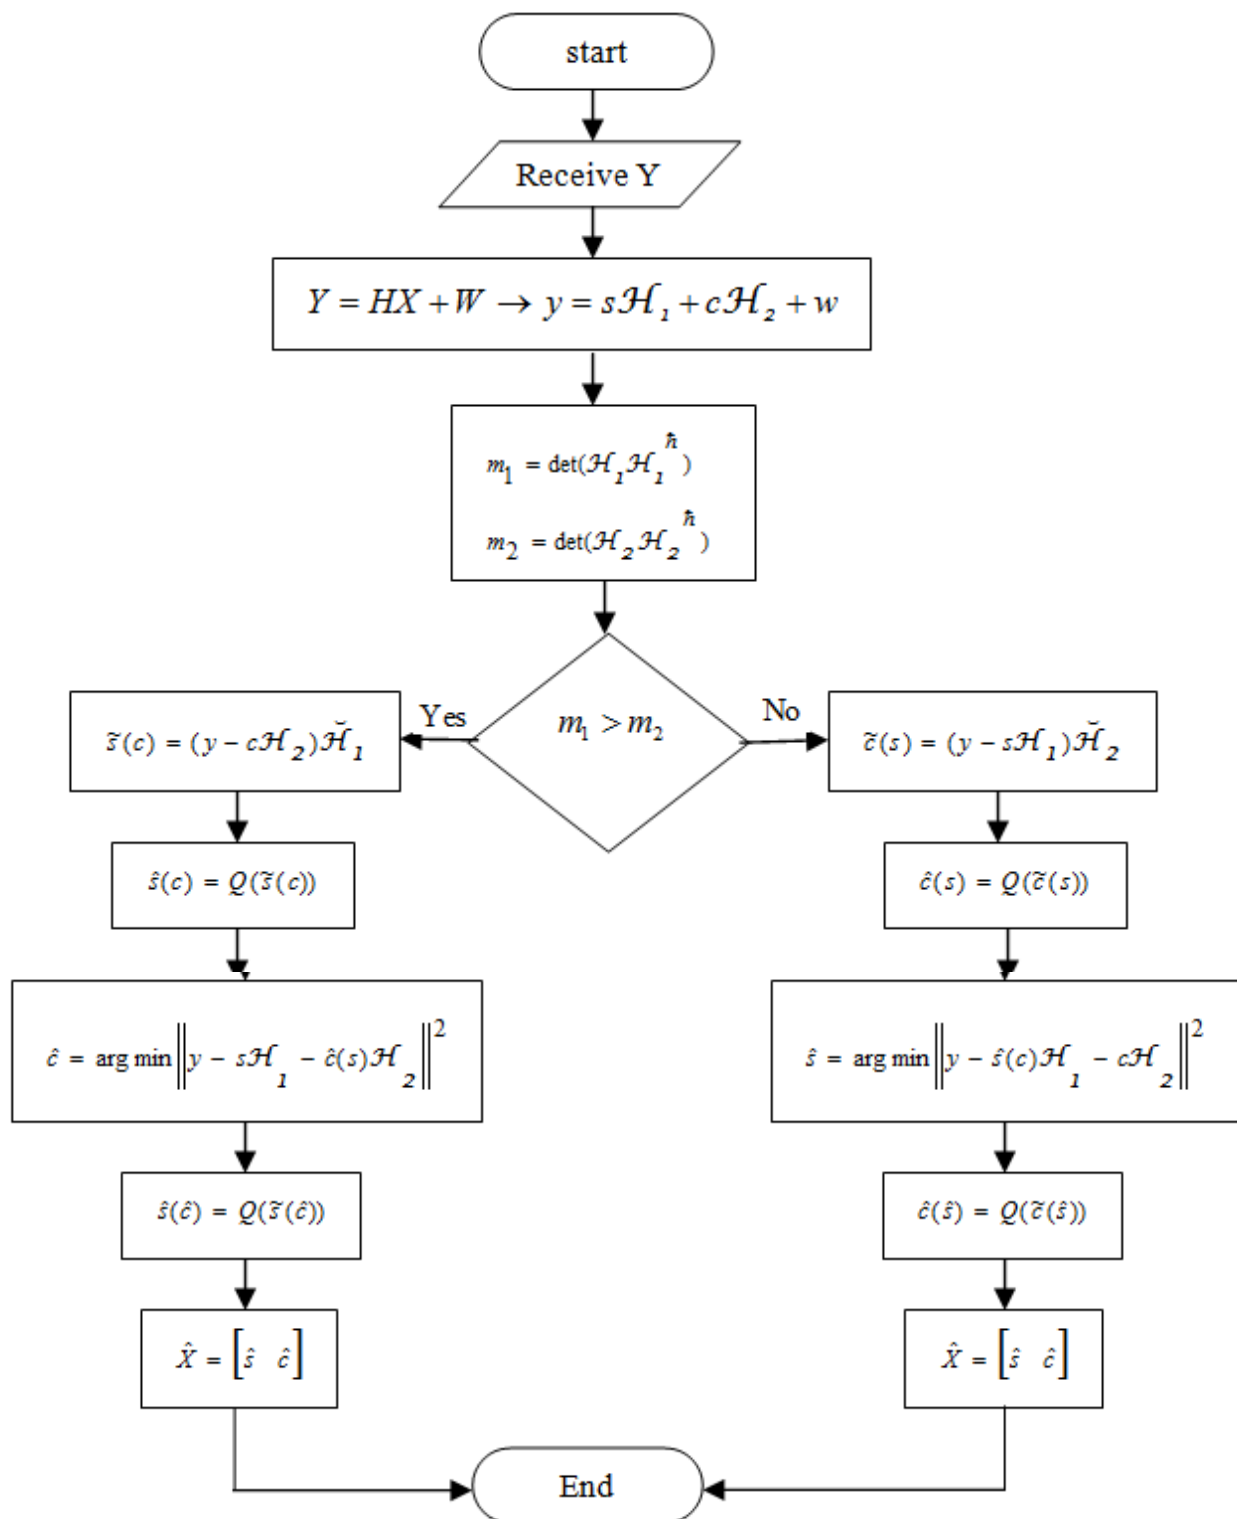 start
Receive Y
Y = HX + W → y = sℋ₁ + cℋ₂ + w
m₁ = det(ℋ₁ℋ₁^ħ)
m₂ = det(ℋ₂ℋ₂^ħ)
m₁ > m₂
Yes
No
s̃(c) = (y − cℋ₂)ℋ̆₁
ŝ(c) = Q(s̃(c))
ĉ = arg min‖y − sℋ₁ − ĉ(s)ℋ₂‖²
ŝ(ĉ) = Q(s̃(ĉ))
X̂ = [ŝ ĉ]
c̃(s) = (y − sℋ₁)ℋ̆₂
ĉ(s) = Q(c̃(s))
ŝ = arg min‖y − ŝ(c)ℋ₁ − cℋ₂‖²
ĉ(ŝ) = Q(c̃(ŝ))
X̂ = [ŝ ĉ]
End